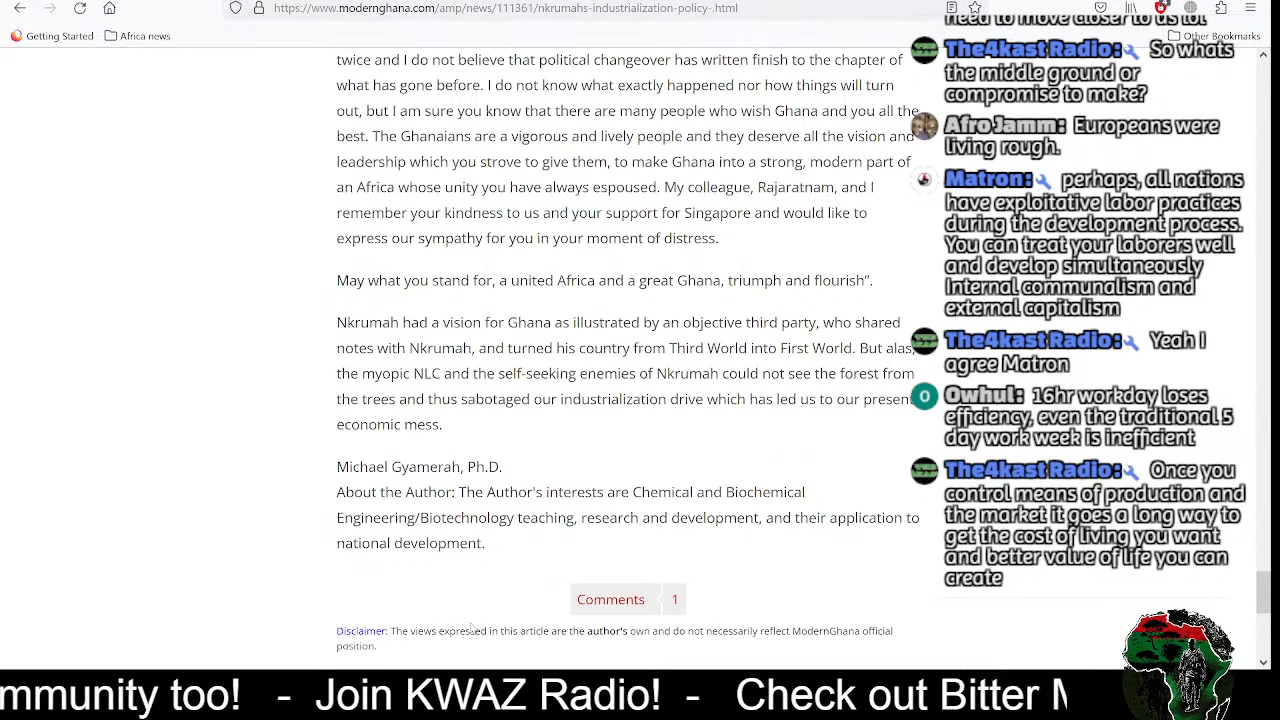 https://www.modernghana.com/amp/news/111361/nkrumahs-industrialization-policy-.html
Getting Started
Africa news
Other Bookmarks
twice and I do not believe that political changeover has written finish to the chapter of
what has gone before. I do not know what exactly happened nor how things will turn
out, but I am sure you know that there are many people who wish Ghana and you all the
best. The Ghanaians are a vigorous and lively people and they deserve all the vision and
leadership which you strove to give them, to make Ghana into a strong, modern part of
an Africa whose unity you have always espoused. My colleague, Rajaratnam, and I
remember your kindness to us and your support for Singapore and would like to
express our sympathy for you in your moment of distress.
May what you stand for, a united Africa and a great Ghana, triumph and flourish”.
Nkrumah had a vision for Ghana as illustrated by an objective third party, who shared
notes with Nkrumah, and turned his country from Third World into First World. But alas,
the myopic NLC and the self-seeking enemies of Nkrumah could not see the forest from
the trees and thus sabotaged our industrialization drive which has led us to our present
economic mess.
Michael Gyamerah, Ph.D.
About the Author: The Author's interests are Chemical and Biochemical
Engineering/Biotechnology teaching, research and development, and their application to
national development.
Comments 1
Disclaimer: The views expressed in this article are the author's own and do not necessarily reflect ModernGhana official
position.
need to move closer to us lol
The4kast Radio: So whats
the middle ground or
compromise to make?
AfroJamm: Europeans were
living rough.
Matron: perhaps, all nations
have exploitative labor practices
during the development process.
You can treat your laborers well
and develop simultaneously
Internal communalism and
external capitalism
The4kast Radio: Yeah I
agree Matron
O
Owhul: 16hr workday loses
efficiency, even the traditional 5
day work week is inefficient
The4kast Radio: Once you
control means of production and
the market it goes a long way to
get the cost of living you want
and better value of life you can
create
mmunity too! - Join KWAZ Radio! - Check out Bitter M